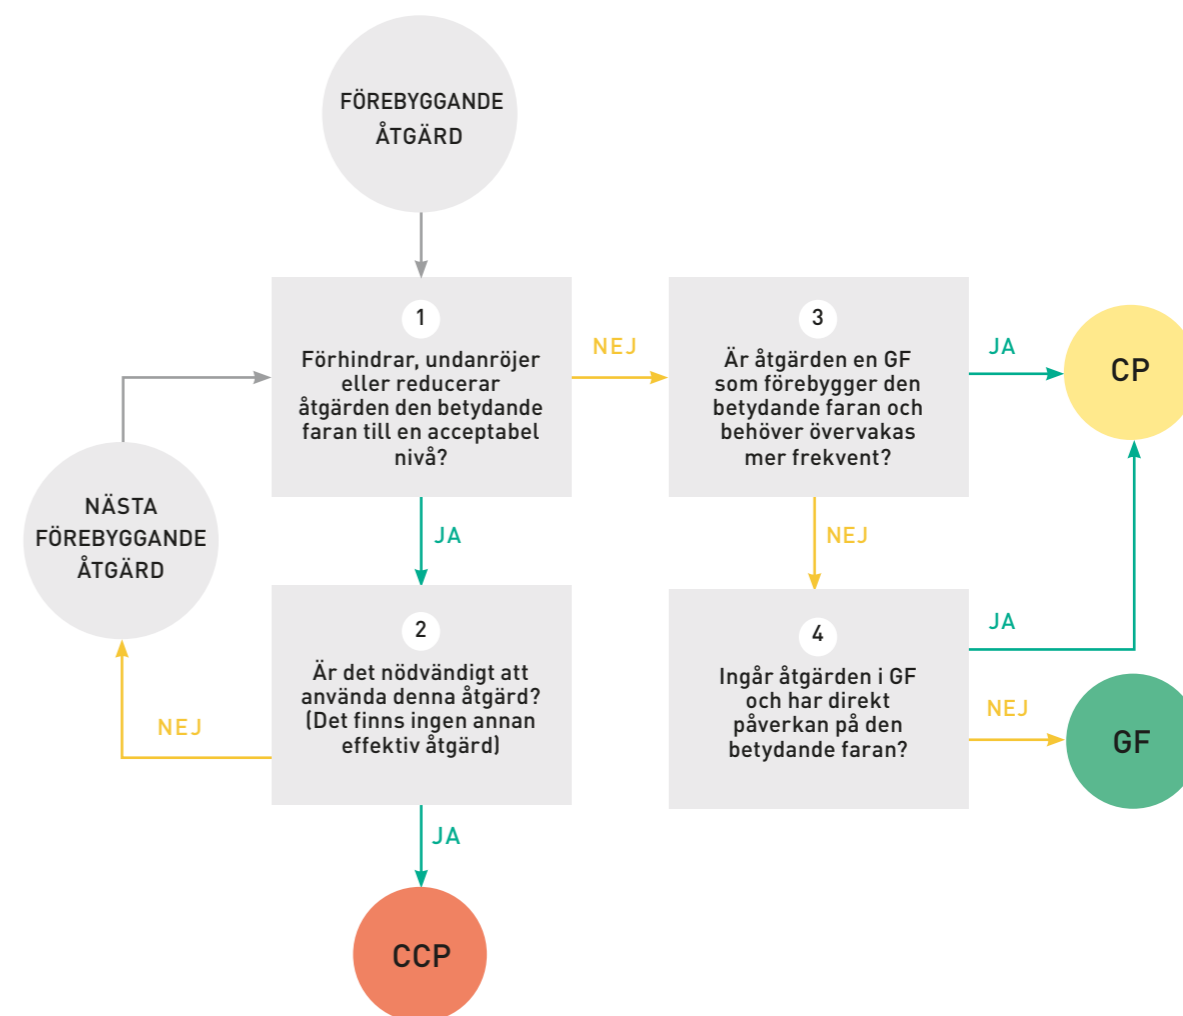 FÖREBYGGANDE
ÅTGÄRD
1
Förhindrar, undanröjer
eller reducerar
åtgärden den betydande
faran till en acceptabel
nivå?
NEJ
3
Är åtgärden en GF
som förebygger den
betydande faran och
behöver övervakas
mer frekvent?
JA
CP
NÄSTA
FÖREBYGGANDE
ÅTGÄRD
JA
NEJ
2
Är det nödvändigt att
använda denna åtgärd?
(Det finns ingen annan
effektiv åtgärd)
NEJ
4
Ingår åtgärden i GF
och har direkt
påverkan på den
betydande faran?
JA
NEJ
GF
JA
CCP